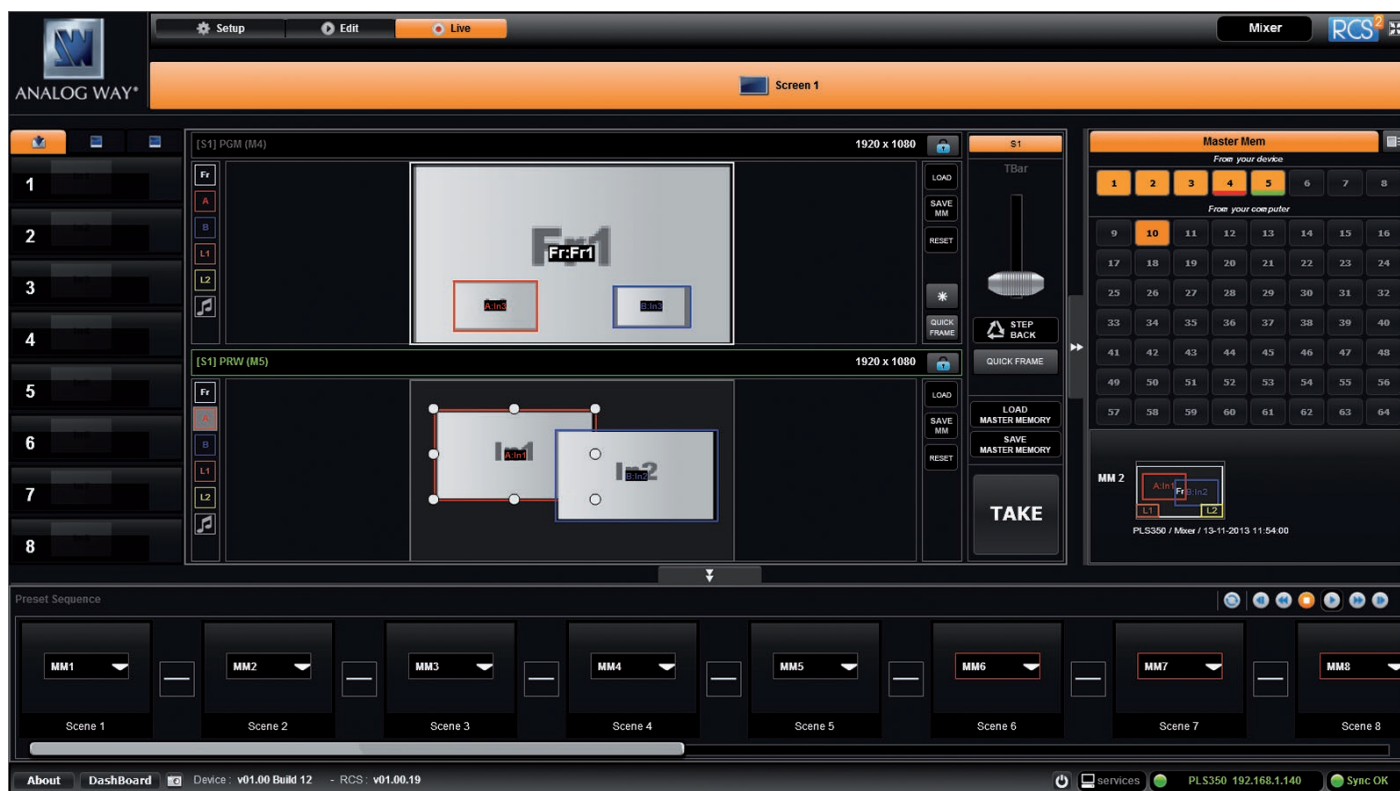 Setup Edit Live Mixer RCS2
ANALOG WAY®
Screen 1
1
2
3
4
5
6
7
8
[S1] PGM (M4) 1920 x 1080
Fr
A
B
L1
L2
Fr1
Fr:Fr1
A:In3
B:In3
LOAD
SAVE
MM
RESET
QUICK
FRAME
[S1] PRW (M5) 1920 x 1080
Fr
A
B
L1
L2
In1
A:In1
In2
B:In2
LOAD
SAVE
MM
RESET
S1
TBar
STEP
BACK
QUICK FRAME
LOAD
MASTER MEMORY
SAVE
MASTER MEMORY
TAKE
Master Mem
From your device
1 2 3 4 5 6 7 8
From your computer
9 10 11 12 13 14 15 16
17 18 19 20 21 22 23 24
25 26 27 28 29 30 31 32
33 34 35 36 37 38 39 40
41 42 43 44 45 46 47 48
49 50 51 52 53 54 55 56
57 58 59 60 61 62 63 64
MM 2
A:In1 Fr B:In2
L1 L2
PLS350 / Mixer / 13-11-2013 11:54:00
Preset Sequence
MM1 MM2 MM3 MM4 MM5 MM6 MM7 MM8
Scene 1 Scene 2 Scene 3 Scene 4 Scene 5 Scene 6 Scene 7 Scene 8
About DashBoard Device : v01.00 Build 12 - RCS : v01.00.19 services PLS350 192.168.1.140 Sync OK